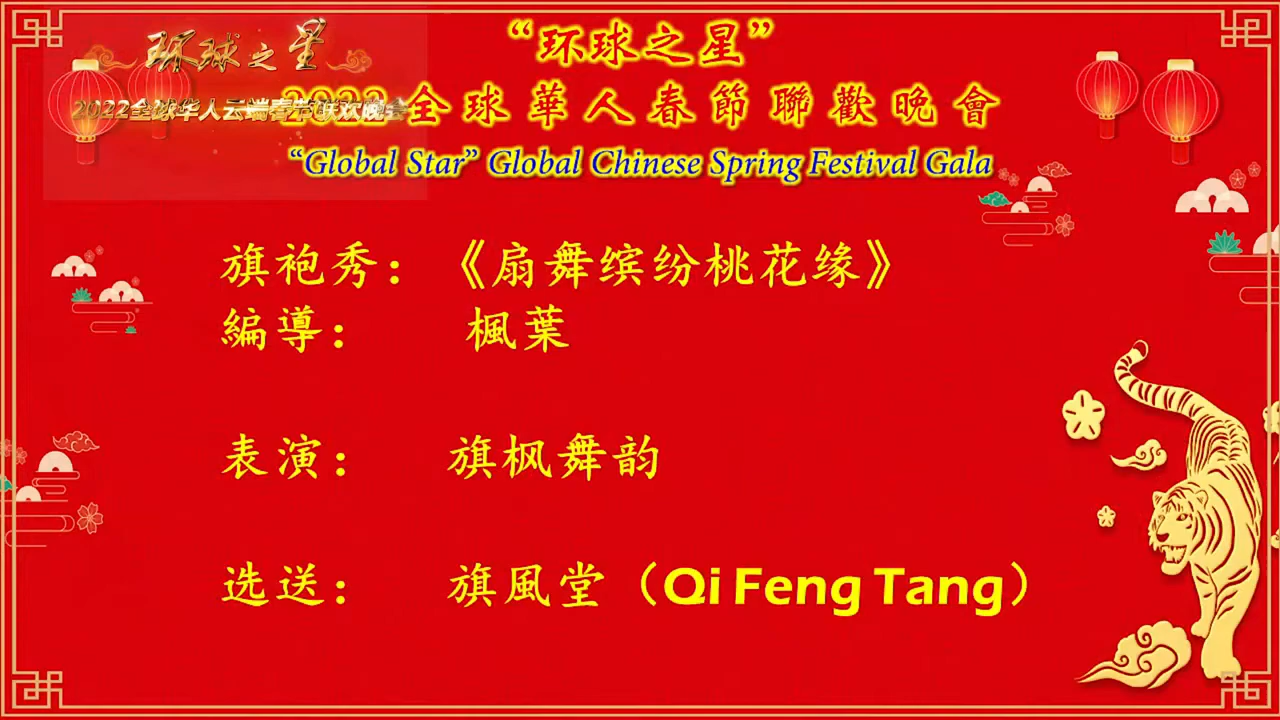 “环球之星”
环球之星
2022全球华人云端春节联欢晚会
2022全球華人春節聯歡晚會
“Global Star” Global Chinese Spring Festival Gala
旗袍秀：《扇舞缤纷桃花缘》
編導： 楓葉
表演： 旗枫舞韵
选送： 旗風堂（Qi Feng Tang）